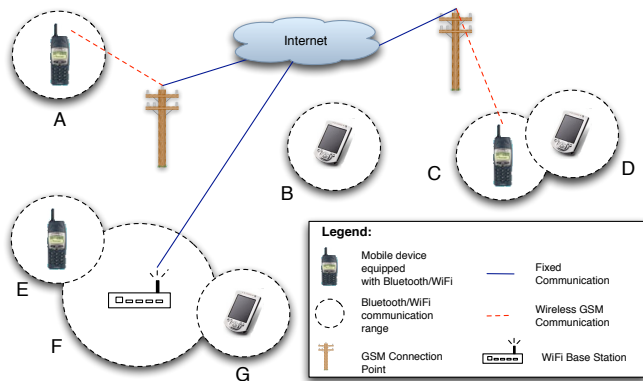 Internet
A
B
C
D
E
F
G
Legend:
Mobile device
equipped
with Bluetooth/WiFi
Fixed
Communication
Bluetooth/WiFi
communication
range
Wireless GSM
Communication
GSM Connection
Point
WiFi Base Station